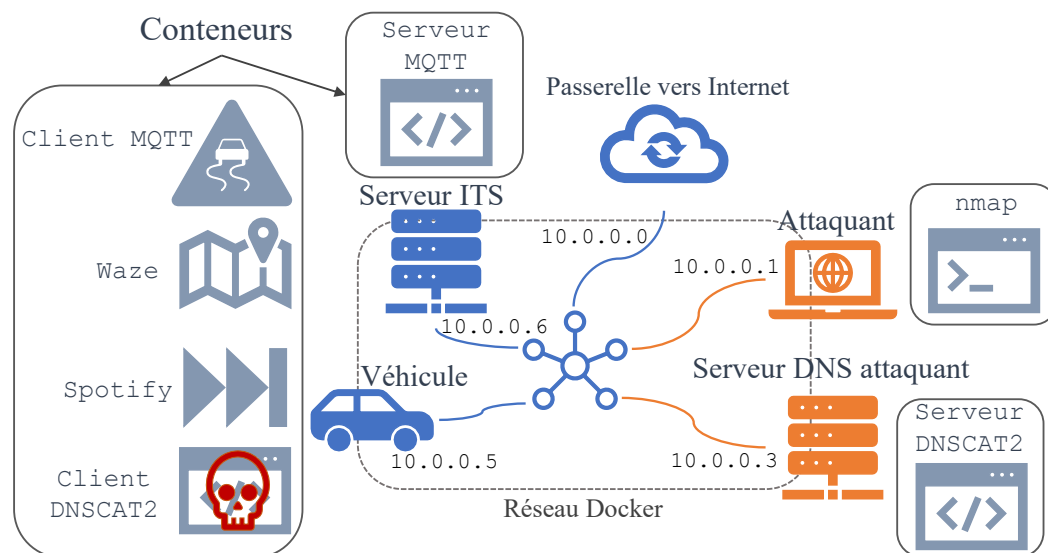 Conteneurs
Serveur
MQTT
Passerelle vers Internet
Client MQTT
</>
Serveur ITS
nmap
Attaquant
10.0.0.0
Waze
10.0.0.1
>_
10.0.0.6
Véhicule
Serveur DNS attaquant
Spotify
Serveur
DNSCAT2
10.0.0.5
10.0.0.3
Client
DNSCAT2
Réseau Docker
</>